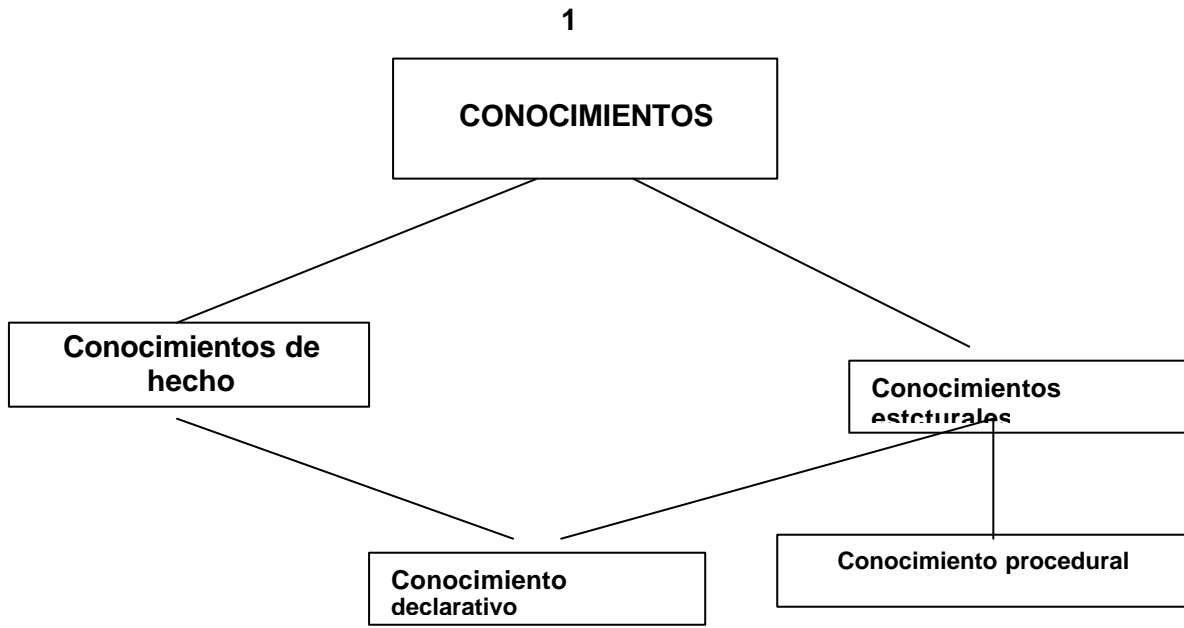 1
CONOCIMIENTOS
Conocimientos de
hecho
Conocimientos
estcturales
Conocimiento procedural
Conocimiento
declarativo